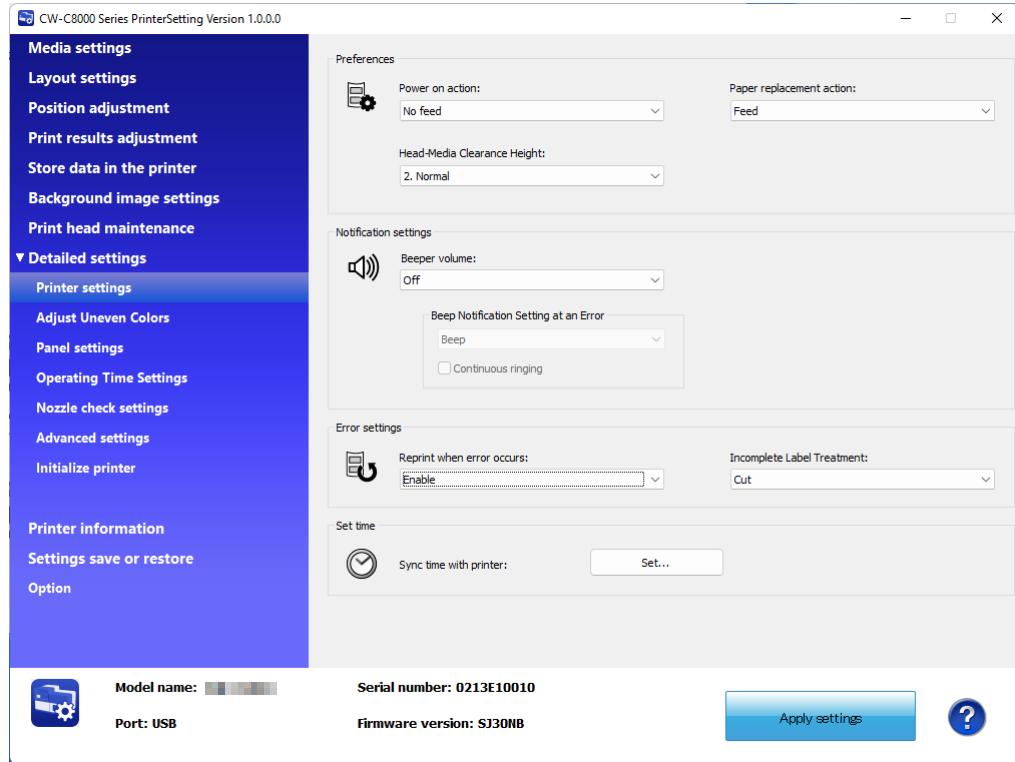 CW-C8000 Series PrinterSetting Version 1.0.0.0
Media settings
Layout settings
Position adjustment
Print results adjustment
Store data in the printer
Background image settings
Print head maintenance
Detailed settings
Printer settings
Adjust Uneven Colors
Panel settings
Operating Time Settings
Nozzle check settings
Advanced settings
Initialize printer
Printer information
Settings save or restore
Option
Preferences
Power on action:
No feed
Paper replacement action:
Feed
Head-Media Clearance Height:
2. Normal
Notification settings
Beeper volume:
Off
Beep Notification Setting at an Error
Beep
Continuous ringing
Error settings
Reprint when error occurs:
Enable
Incomplete Label Treatment:
Cut
Set time
Sync time with printer:
Set...
Model name:
Serial number: 0213E10010
Port: USB
Firmware version: SJ30NB
Apply settings
?